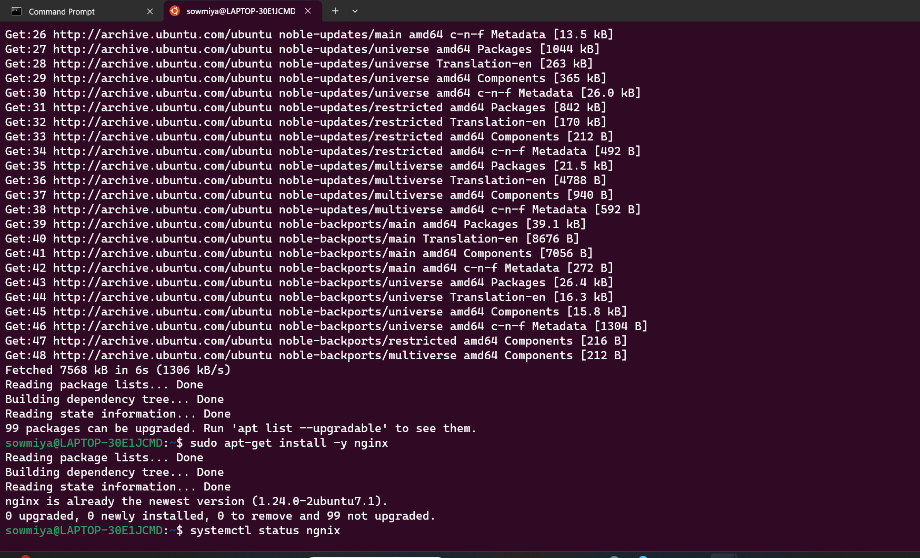 Command Prompt
sowmiya@LAPTOP-30E1JCMD
Get:26 http://archive.ubuntu.com/ubuntu noble-updates/main amd64 c-n-f Metadata [13.5 kB]
Get:27 http://archive.ubuntu.com/ubuntu noble-updates/universe amd64 Packages [1044 kB]
Get:28 http://archive.ubuntu.com/ubuntu noble-updates/universe Translation-en [263 kB]
Get:29 http://archive.ubuntu.com/ubuntu noble-updates/universe amd64 Components [365 kB]
Get:30 http://archive.ubuntu.com/ubuntu noble-updates/universe amd64 c-n-f Metadata [26.0 kB]
Get:31 http://archive.ubuntu.com/ubuntu noble-updates/restricted amd64 Packages [842 kB]
Get:32 http://archive.ubuntu.com/ubuntu noble-updates/restricted Translation-en [170 kB]
Get:33 http://archive.ubuntu.com/ubuntu noble-updates/restricted amd64 Components [212 B]
Get:34 http://archive.ubuntu.com/ubuntu noble-updates/restricted amd64 c-n-f Metadata [492 B]
Get:35 http://archive.ubuntu.com/ubuntu noble-updates/multiverse amd64 Packages [21.5 kB]
Get:36 http://archive.ubuntu.com/ubuntu noble-updates/multiverse Translation-en [4788 B]
Get:37 http://archive.ubuntu.com/ubuntu noble-updates/multiverse amd64 Components [940 B]
Get:38 http://archive.ubuntu.com/ubuntu noble-updates/multiverse amd64 c-n-f Metadata [592 B]
Get:39 http://archive.ubuntu.com/ubuntu noble-backports/main amd64 Packages [39.1 kB]
Get:40 http://archive.ubuntu.com/ubuntu noble-backports/main Translation-en [8676 B]
Get:41 http://archive.ubuntu.com/ubuntu noble-backports/main amd64 Components [7056 B]
Get:42 http://archive.ubuntu.com/ubuntu noble-backports/main amd64 c-n-f Metadata [272 B]
Get:43 http://archive.ubuntu.com/ubuntu noble-backports/universe amd64 Packages [26.4 kB]
Get:44 http://archive.ubuntu.com/ubuntu noble-backports/universe Translation-en [16.3 kB]
Get:45 http://archive.ubuntu.com/ubuntu noble-backports/universe amd64 Components [15.8 kB]
Get:46 http://archive.ubuntu.com/ubuntu noble-backports/universe amd64 c-n-f Metadata [1304 B]
Get:47 http://archive.ubuntu.com/ubuntu noble-backports/restricted amd64 Components [216 B]
Get:48 http://archive.ubuntu.com/ubuntu noble-backports/multiverse amd64 Components [212 B]
Fetched 7568 kB in 6s (1306 kB/s)
Reading package lists... Done
Building dependency tree... Done
Reading state information... Done
99 packages can be upgraded. Run 'apt list --upgradable' to see them.
sowmiya@LAPTOP-30E1JCMD:~$ sudo apt-get install -y nginx
Reading package lists... Done
Building dependency tree... Done
Reading state information... Done
nginx is already the newest version (1.24.0-2ubuntu7.1).
0 upgraded, 0 newly installed, 0 to remove and 99 not upgraded.
sowmiya@LAPTOP-30E1JCMD:~$ systemctl status ngnix